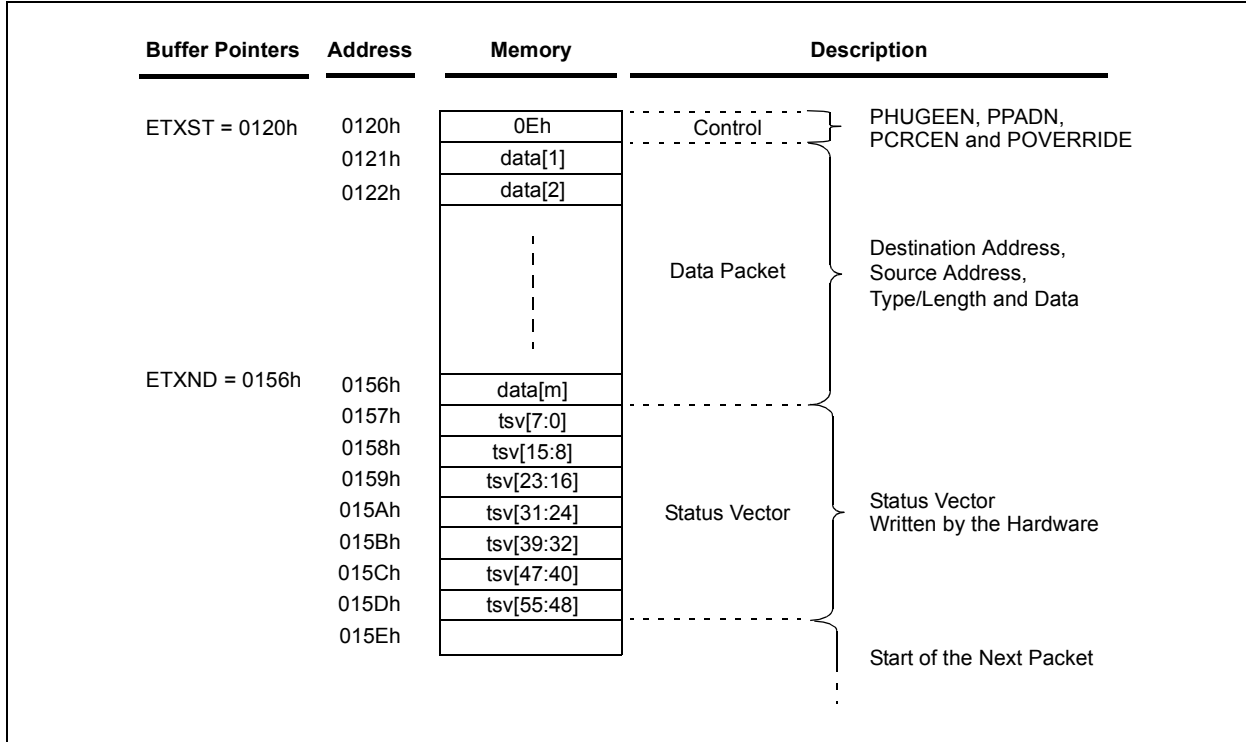 Buffer Pointers Address Memory Description
ETXST = 0120h 0120h 0Eh Control PHUGEEN, PPADN,
PCRCEN and POVERRIDE
0121h data[1]
0122h data[2]
Data Packet Destination Address,
Source Address,
Type/Length and Data
ETXND = 0156h 0156h data[m]
0157h tsv[7:0]
0158h tsv[15:8]
0159h tsv[23:16]
015Ah tsv[31:24] Status Vector Status Vector
Written by the Hardware
015Bh tsv[39:32]
015Ch tsv[47:40]
015Dh tsv[55:48]
015Eh
Start of the Next Packet